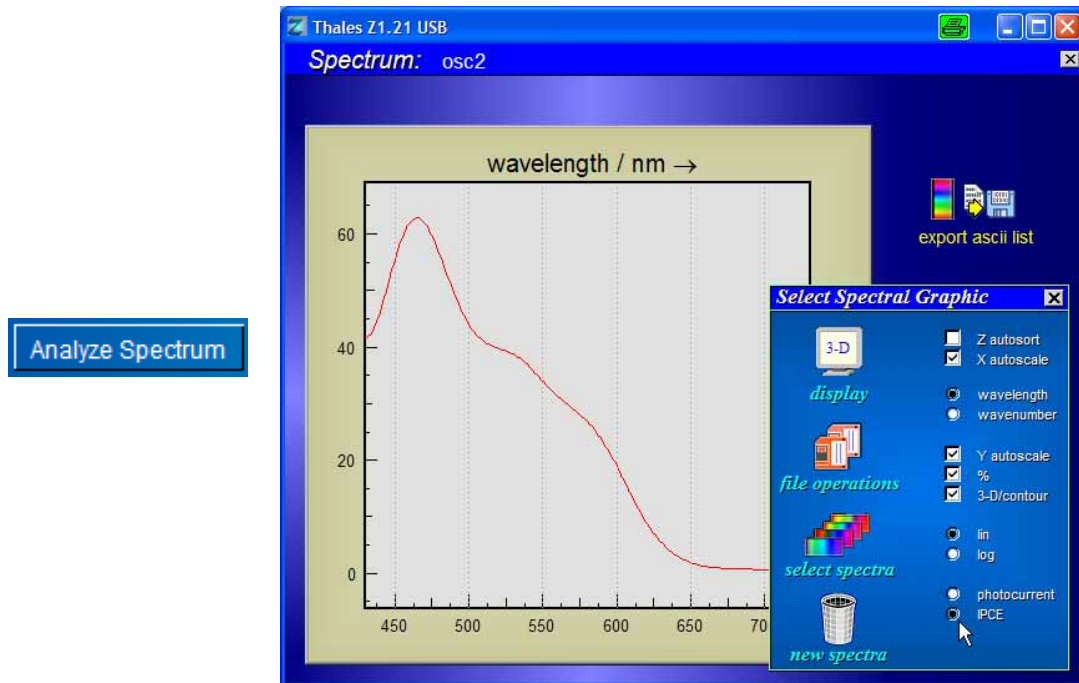 Analyze Spectrum
Thales Z1.21 USB
Spectrum: osc2
wavelength / nm →
60
40
20
0
450 500 550 600 650 70
export ascii list
Select Spectral Graphic
3-D
display
file operations
select spectra
new spectra
Z autosort
X autoscale
wavelength
wavenumber
Y autoscale
%
3-D/contour
lin
log
photocurrent
IPCE